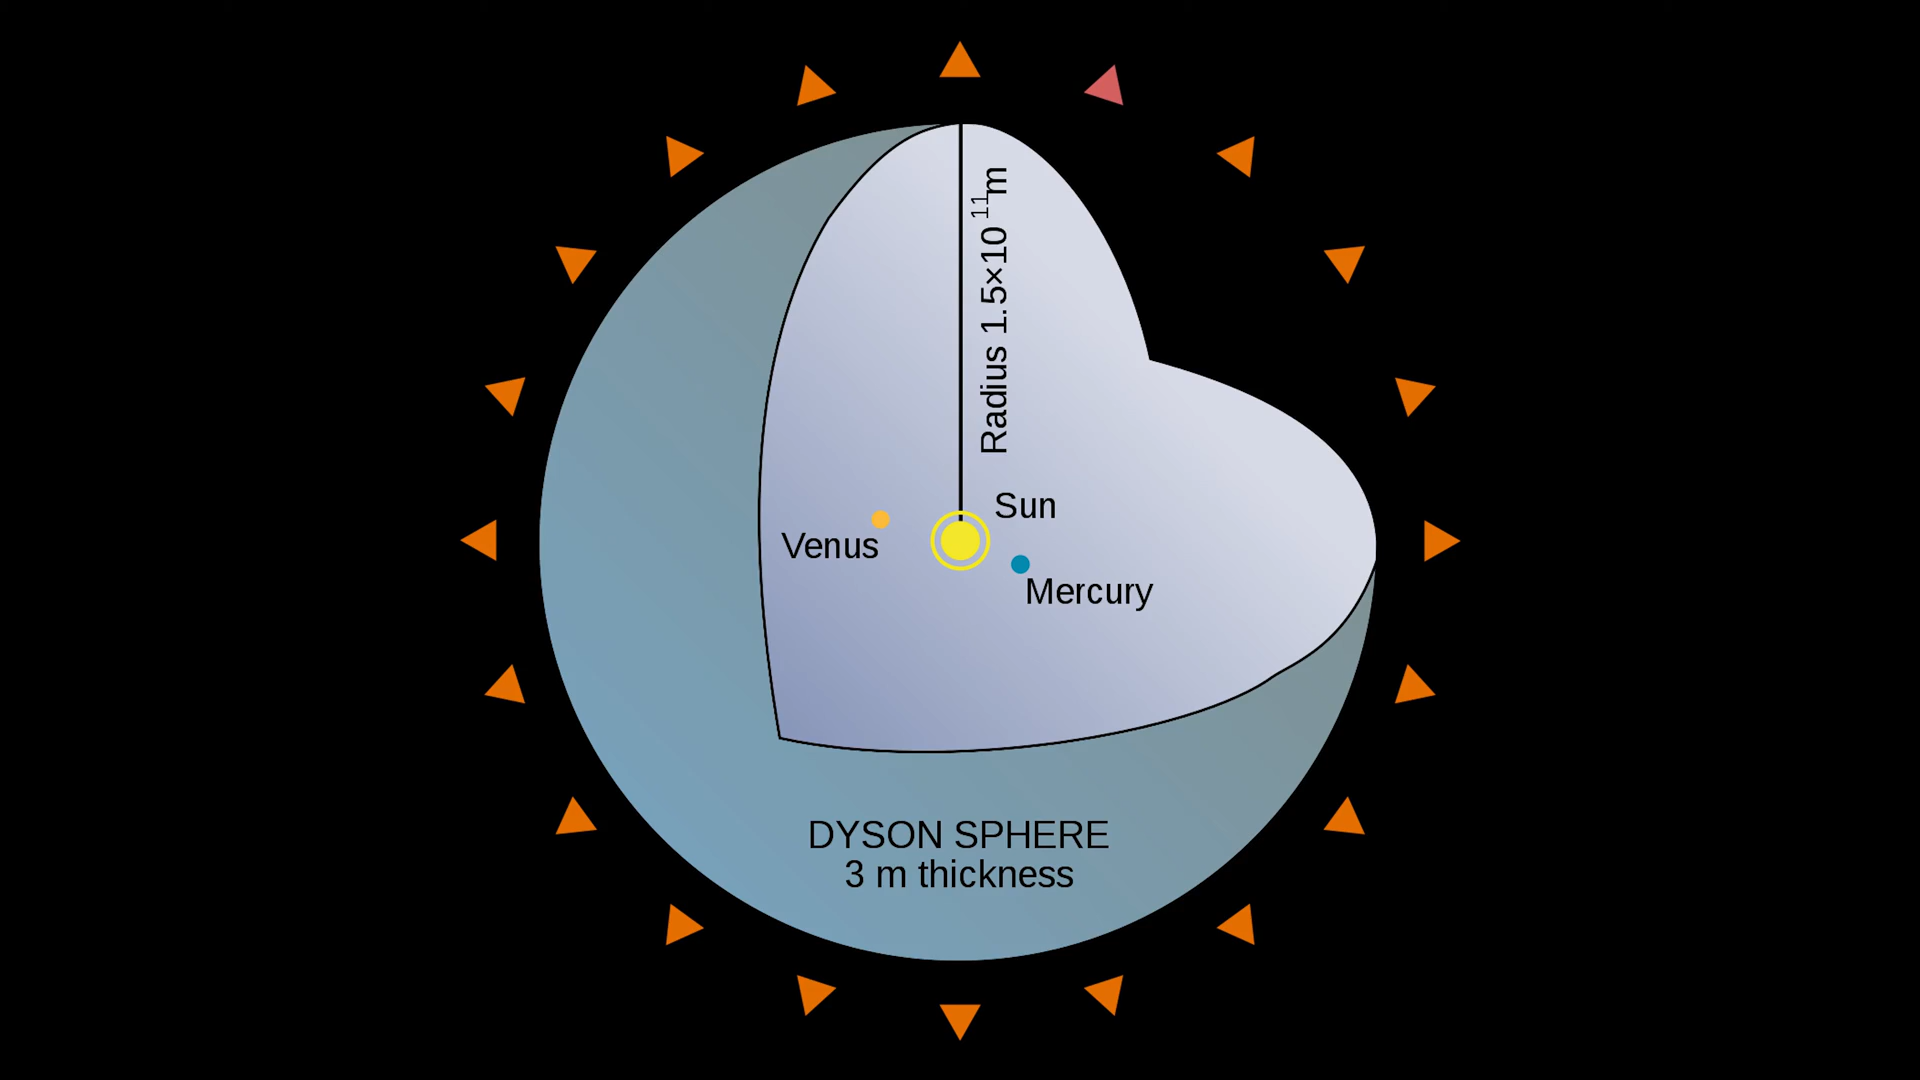 Radius 1.5×10¹¹m
Sun
Venus
Mercury
DYSON SPHERE
3 m thickness